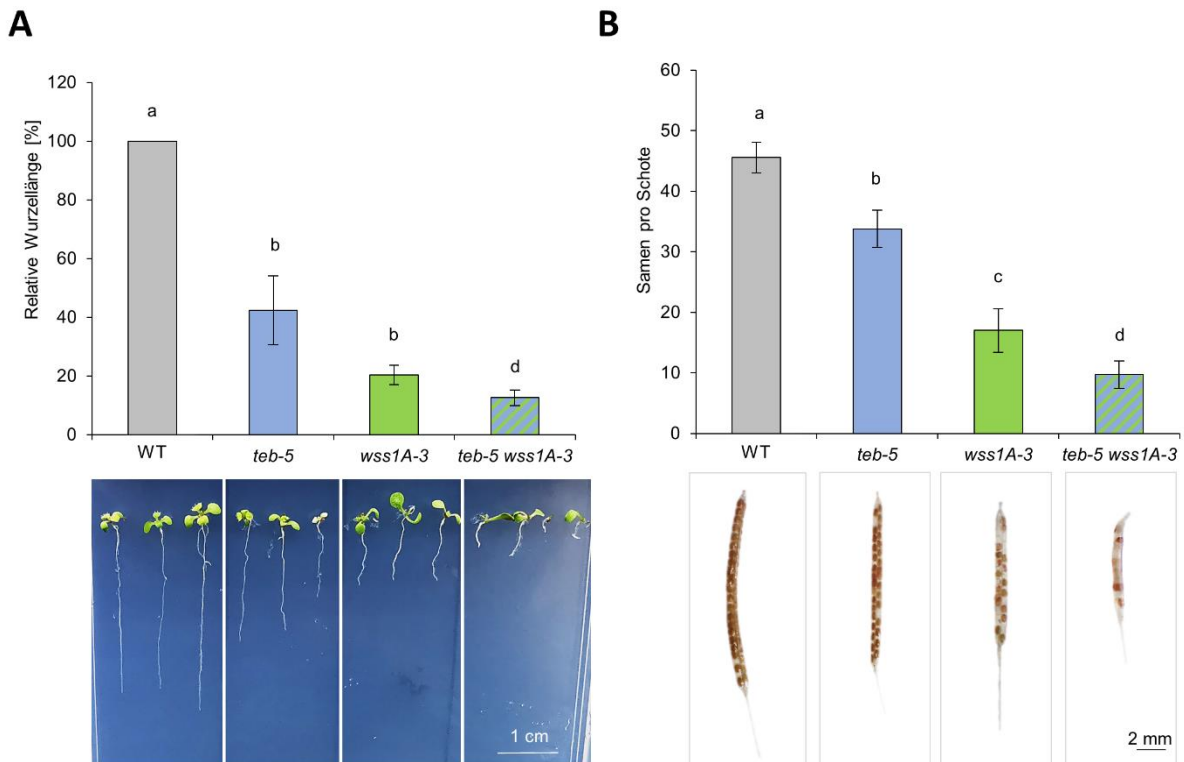 A
Relative Wurzellänge [%]
120
100
80
60
40
20
0
a
b
b
d
WT
teb-5
wss1A-3
teb-5 wss1A-3
1 cm
B
Samen pro Schote
60
50
40
30
20
10
0
a
b
c
d
WT
teb-5
wss1A-3
teb-5 wss1A-3
2 mm